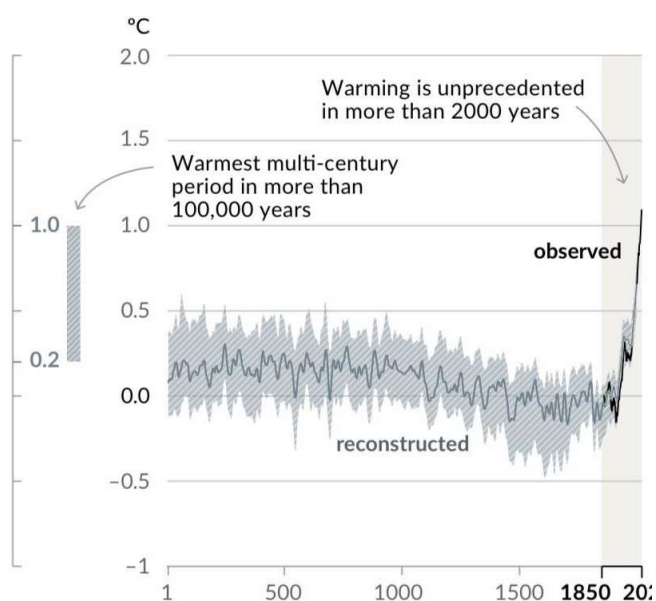 ºC
2.0
Warming is unprecedented
in more than 2000 years
1.5
Warmest multi-century
period in more than
100,000 years
1.0
1.0
observed
0.5
0.2
0.0
reconstructed
−0.5
−1
1 500 1000 1500 1850